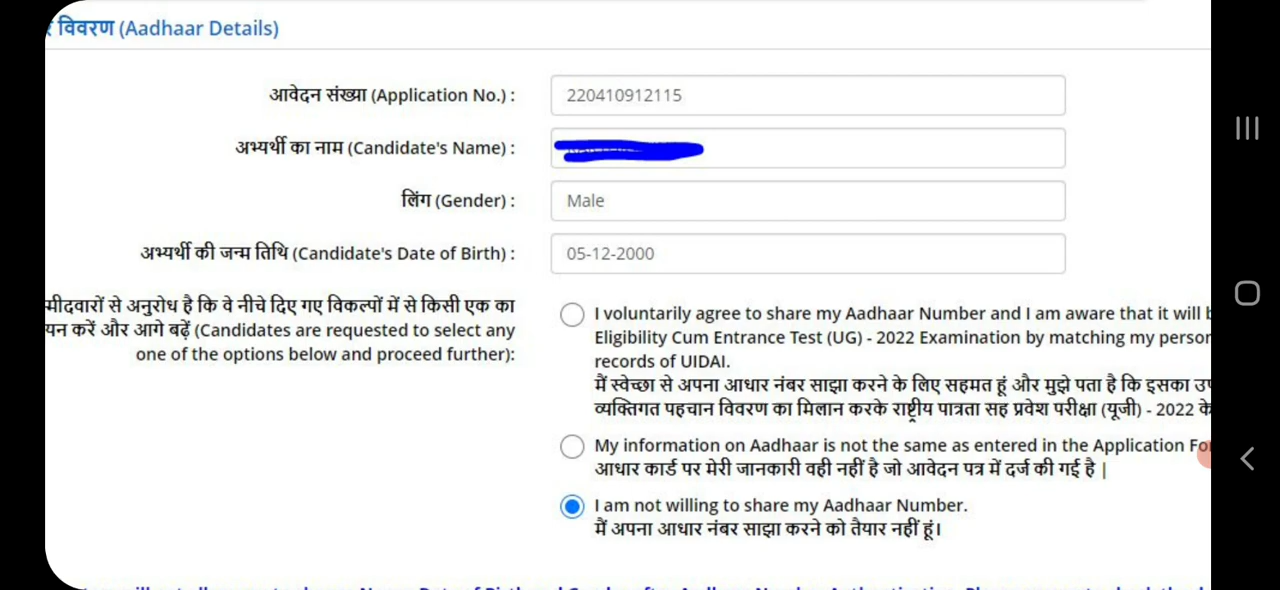 विवरण (Aadhaar Details)
आवेदन संख्या (Application No.) :
220410912115
अभ्यर्थी का नाम (Candidate's Name) :
लिंग (Gender) :
Male
अभ्यर्थी की जन्म तिथि (Candidate's Date of Birth) :
05-12-2000
मीदवारों से अनुरोध है कि वे नीचे दिए गए विकल्पों में से किसी एक का
यन करें और आगे बढ़ें (Candidates are requested to select any
one of the options below and proceed further):
I voluntarily agree to share my Aadhaar Number and I am aware that it will b
Eligibility Cum Entrance Test (UG) - 2022 Examination by matching my person
records of UIDAI.
मैं स्वेच्छा से अपना आधार नंबर साझा करने के लिए सहमत हूं और मुझे पता है कि इसका उप
व्यक्तिगत पहचान विवरण का मिलान करके राष्ट्रीय पात्रता सह प्रवेश परीक्षा (यूजी) - 2022 के
My information on Aadhaar is not the same as entered in the Application For
आधार कार्ड पर मेरी जानकारी वही नहीं है जो आवेदन पत्र में दर्ज की गई है |
I am not willing to share my Aadhaar Number.
मैं अपना आधार नंबर साझा करने को तैयार नहीं हूं।